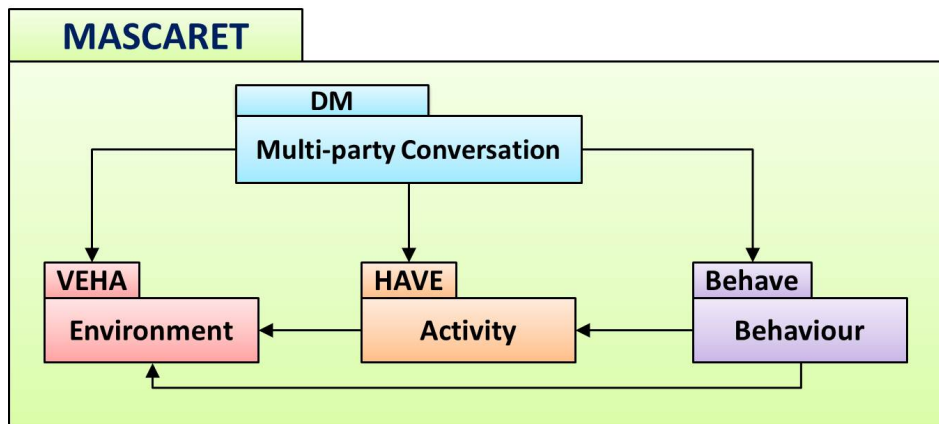 MASCARET
DM
Multi-party Conversation
VEHA
Environment
HAVE
Activity
Behave
Behaviour